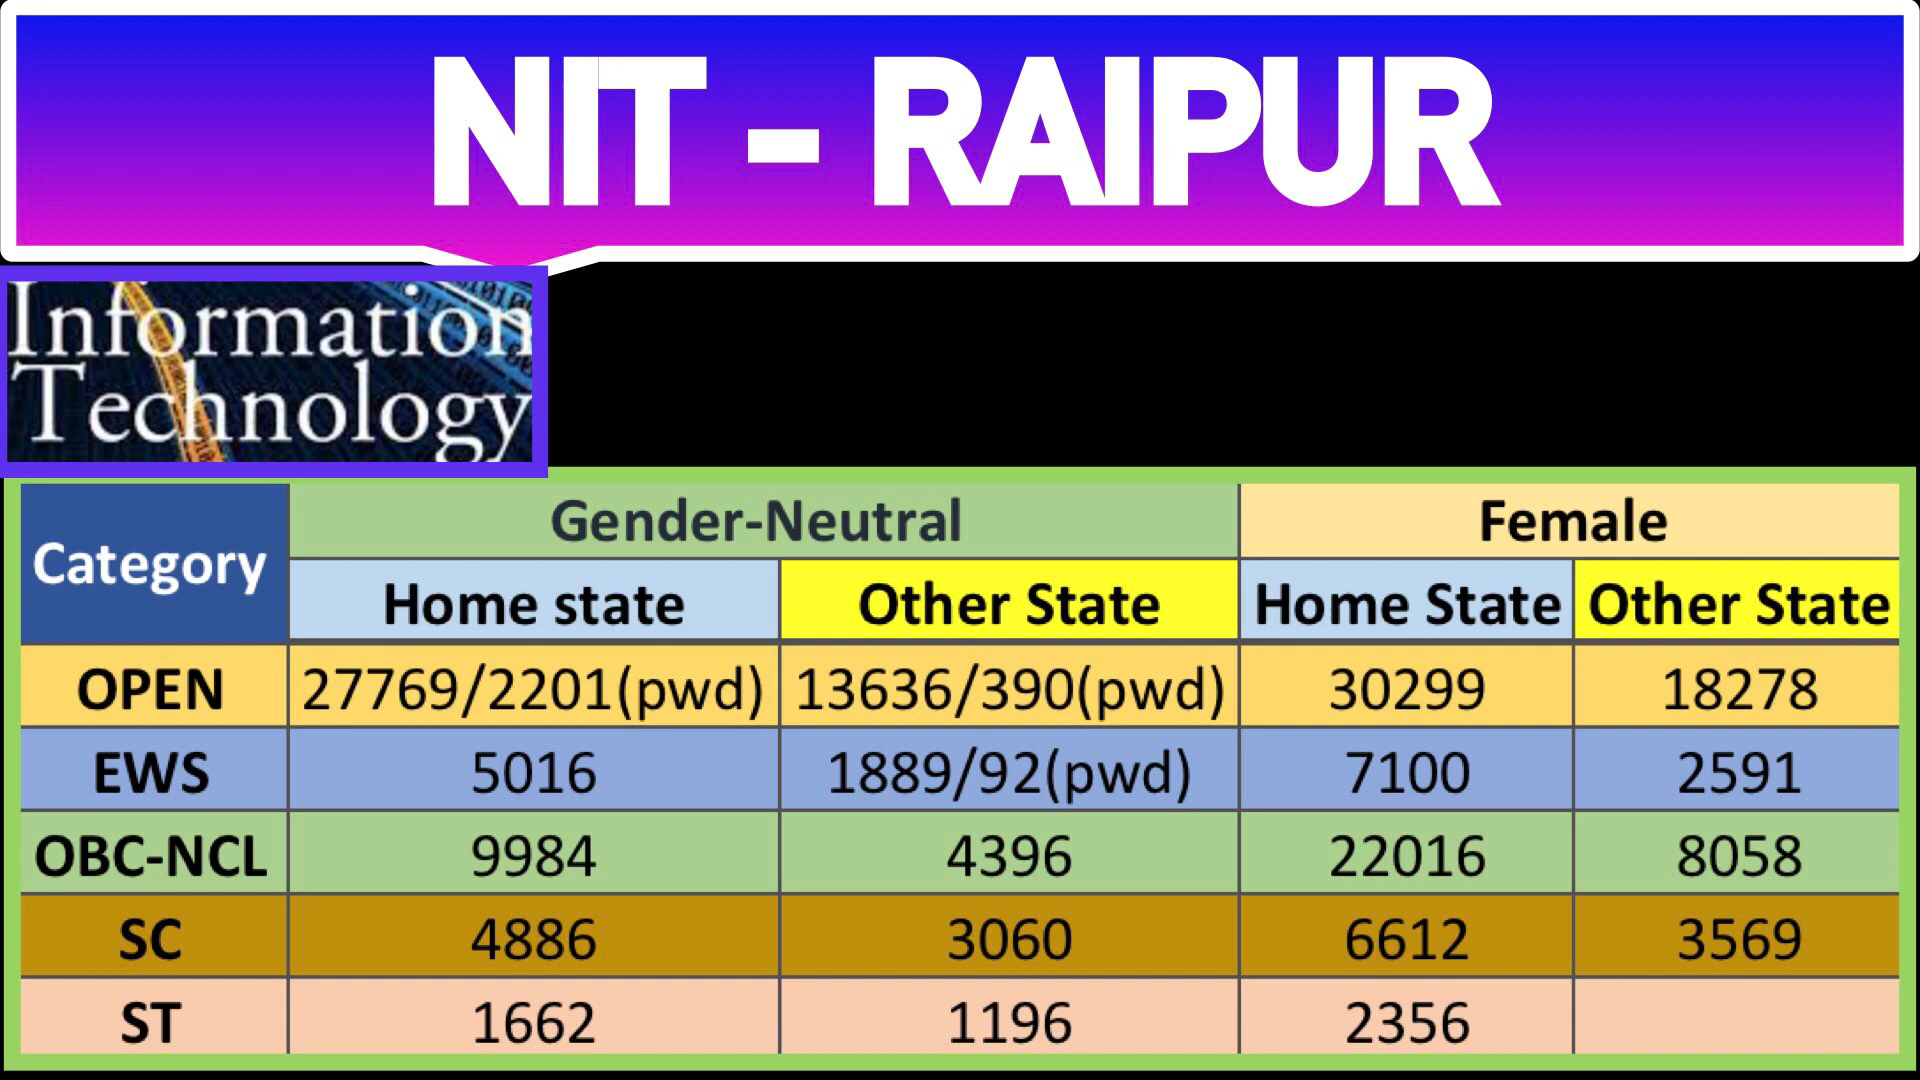 NIT - RAIPUR
Information
Technology
Category Gender-Neutral Female
Home state Other State Home State Other State
OPEN 27769/2201(pwd) 13636/390(pwd) 30299 18278
EWS 5016 1889/92(pwd) 7100 2591
OBC-NCL 9984 4396 22016 8058
SC 4886 3060 6612 3569
ST 1662 1196 2356